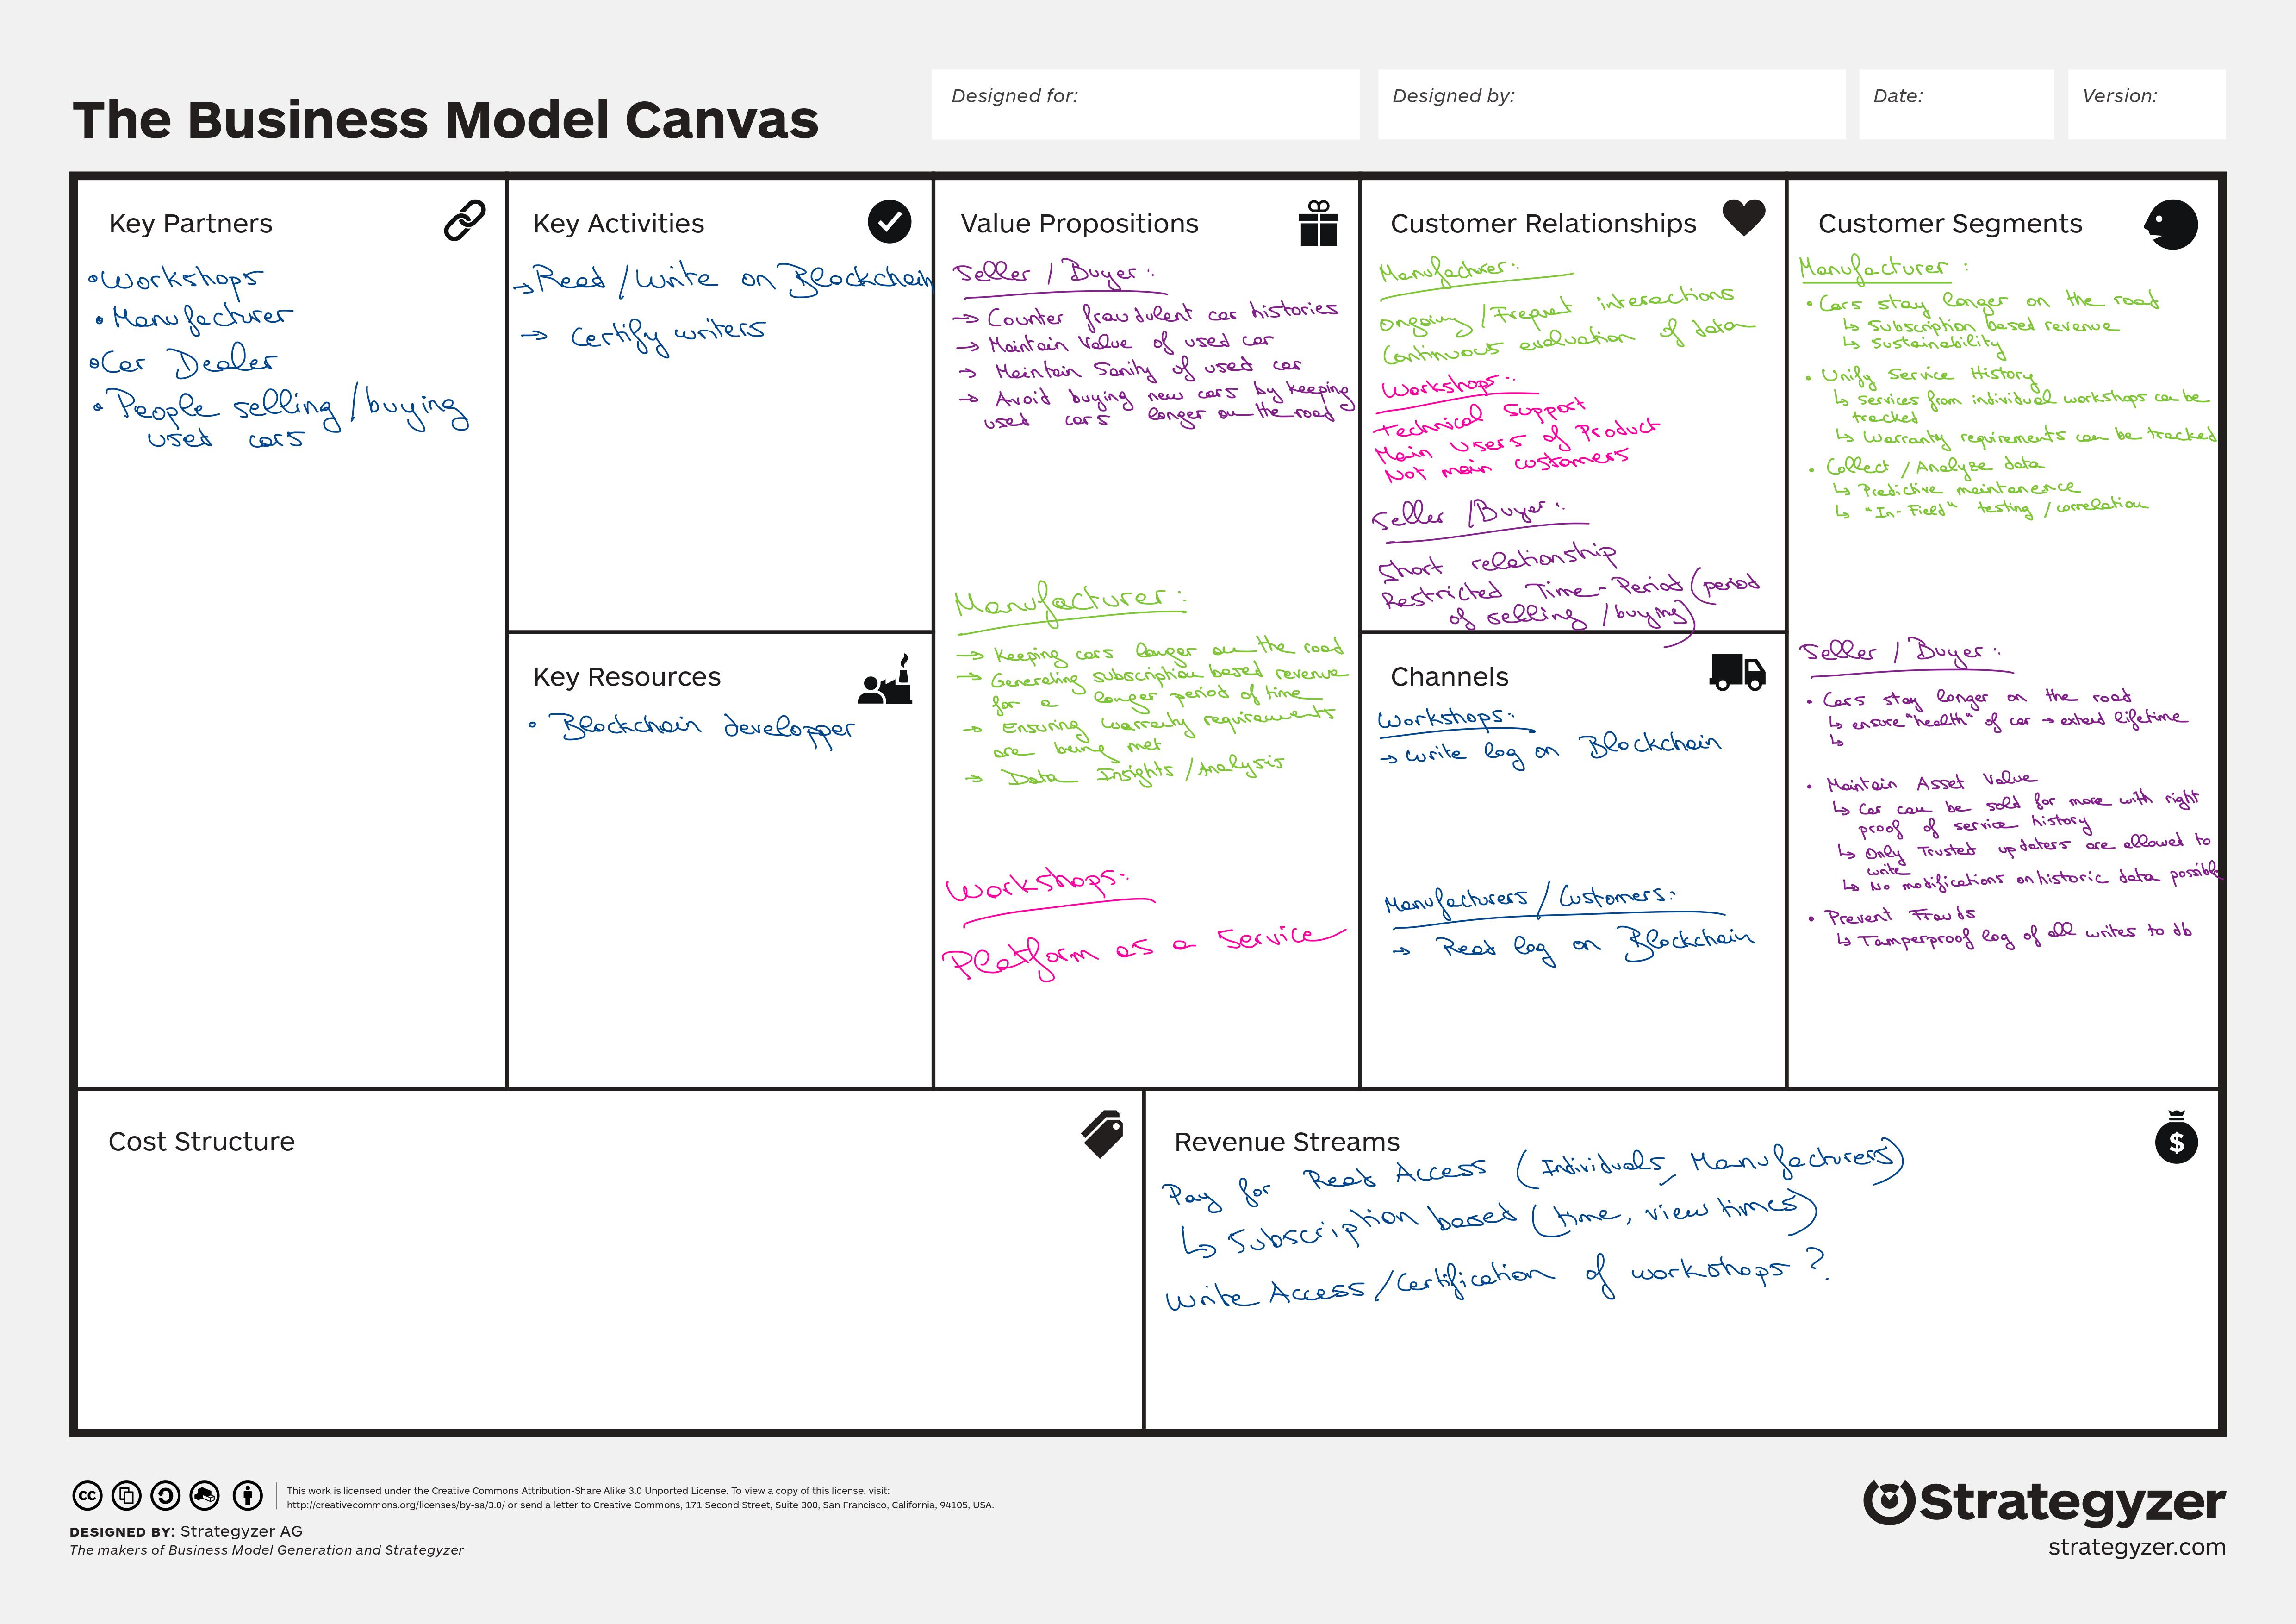 The Business Model Canvas
Designed for:
Designed by:
Date:
Version:
Key Partners
•Workshops
• Manufacturer
•Car Dealer
• People selling/buying
used cars
Key Activities
→Read/Write on Blockchain
→ Certify writers
Key Resources
• Blockchain developper
Value Propositions
Seller / Buyer:
→ Counter fraudulent car histories
→ Maintain Value of used car
→ Maintain Sanity of used car
→ Avoid buying new cars by keeping
used cars longer on the road
Manufacturer:
→ Keeping cars longer on the road
→ Generating subscription based revenue
for a longer period of time
→ Ensuring warranty requirements
are being met
→ Data Insights / Analysis
Workshops:
Platform as a Service
Customer Relationships
Manufacturer:
Ongoing/Frequent interactions
Continuous evaluation of data
Workshops:
Technical Support
Main Users of Product
Not main customers
Seller /Buyer:
Short relationship
Restricted Time-Period (period
of selling /buying)
Channels
Workshops:
→ Write log on Blockchain
Manufacturers / Customers:
→ Read log on Blockchain
Customer Segments
Manufacturer :
• Cars stay longer on the road
↳ Subscription based revenue
↳ Sustainability
• Unify Service History
↳ Services from individual workshops can be
tracked
↳ Warranty requirements can be tracked
• Collect /Analyze data
↳ Predictive maintenence
↳ "In-Field" testing / correlation
Seller / Buyer:
• Cars stay longer on the road
↳ ensure "health" of car → extend lifetime
↳
• Maintain Asset Value
↳ Car can be sold for more with right
proof of service history
↳ Only Trusted updaters are allowed to
write
↳ No modifications on historic data possible
• Prevent Frauds
↳ Tamperproof log of all writes to db
Cost Structure
Revenue Streams
Pay for Read Access (Individuals, Manufacturers)
↳ Subscription based (time, view times)
Write Access/Certification of workshops?
This work is licensed under the Creative Commons Attribution-Share Alike 3.0 Unported License. To view a copy of this license, visit:
http://creativecommons.org/licenses/by-sa/3.0/ or send a letter to Creative Commons, 171 Second Street, Suite 300, San Francisco, California, 94105, USA.
DESIGNED BY: Strategyzer AG
The makers of Business Model Generation and Strategyzer
Strategyzer
strategyzer.com